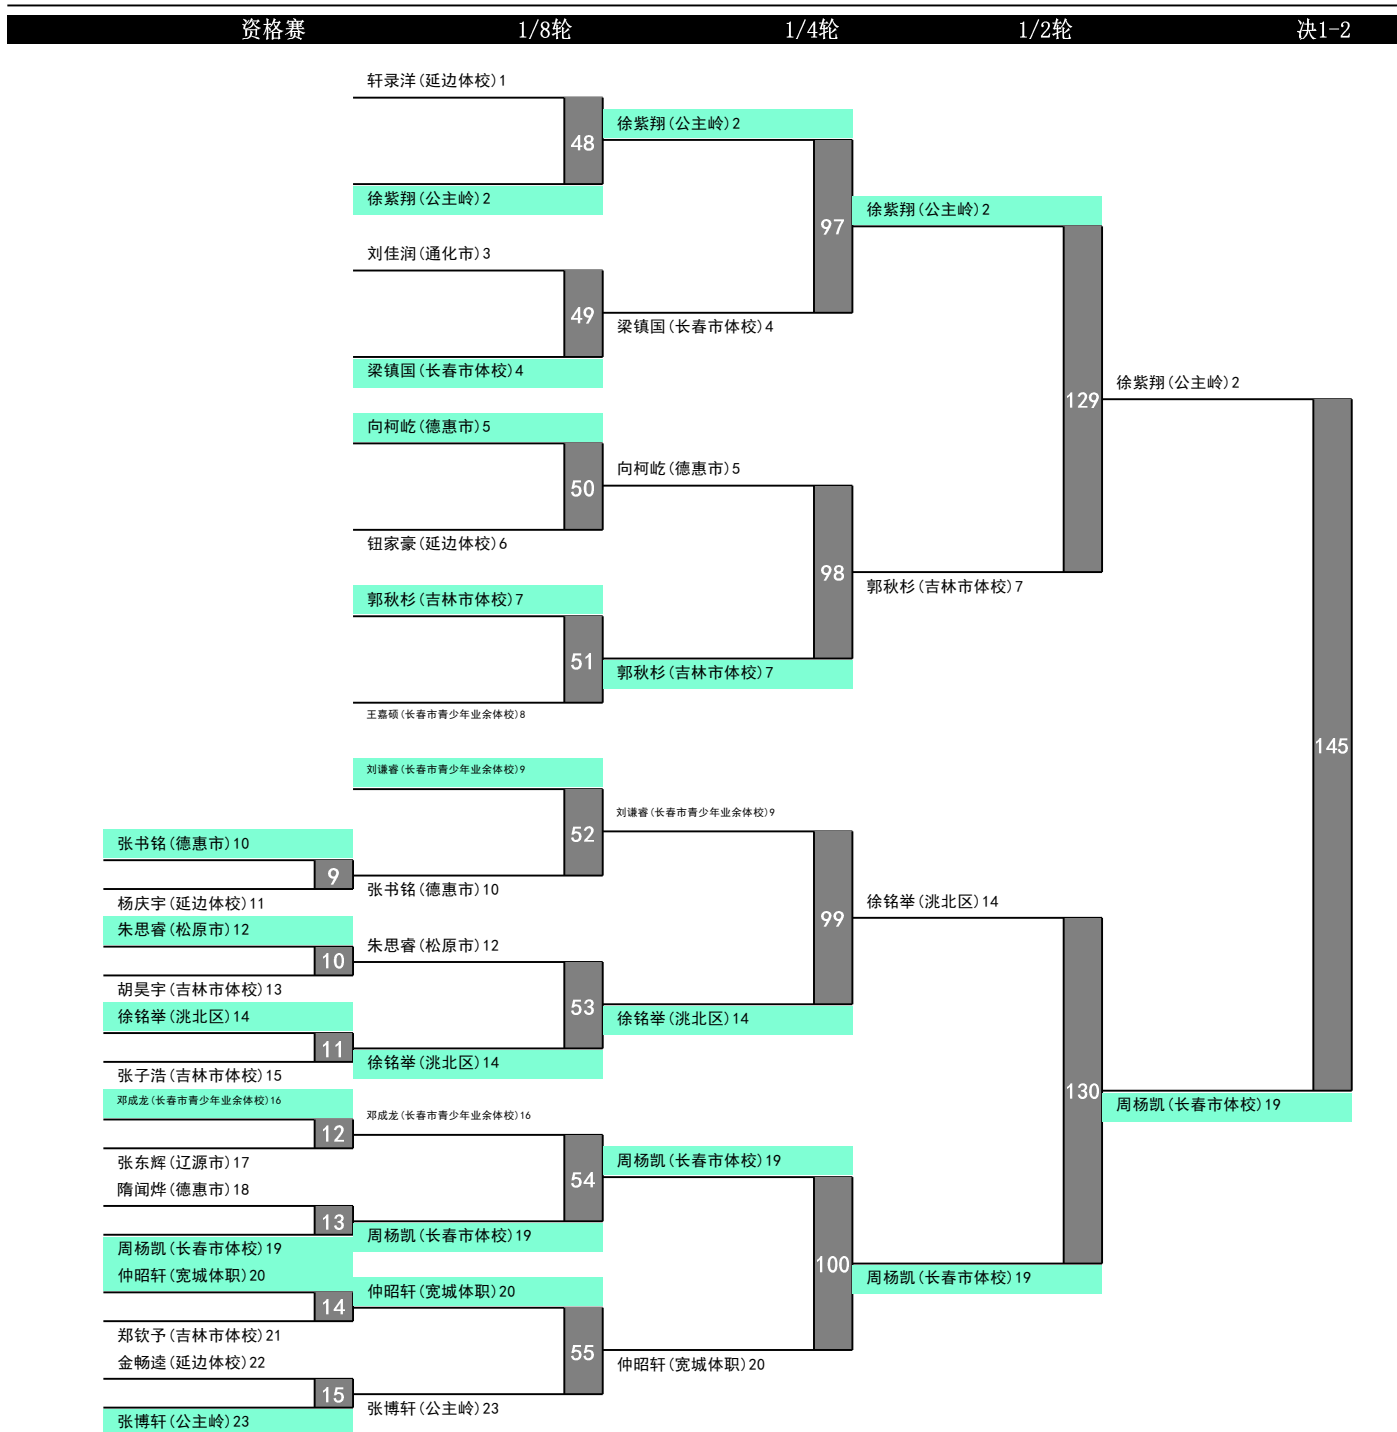 资格赛 1/8轮 1/4轮 1/2轮 决1-2
轩录洋(延边体校)1
徐紫翔(公主岭)2
48
徐紫翔(公主岭)2
徐紫翔(公主岭)2
97
刘佳润(通化市)3
49
梁镇国(长春市体校)4
梁镇国(长春市体校)4
徐紫翔(公主岭)2
129
向柯屹(德惠市)5
向柯屹(德惠市)5
50
钮家豪(延边体校)6
98
郭秋杉(吉林市体校)7
郭秋杉(吉林市体校)7
51
郭秋杉(吉林市体校)7
王嘉硕(长春市青少年业余体校)8
145
刘谦睿(长春市青少年业余体校)9
刘谦睿(长春市青少年业余体校)9
52
张书铭(德惠市)10
9
张书铭(德惠市)10
杨庆宇(延边体校)11
徐铭举(洮北区)14
99
朱思睿(松原市)12
朱思睿(松原市)12
10
胡昊宇(吉林市体校)13
53
徐铭举(洮北区)14
徐铭举(洮北区)14
11
徐铭举(洮北区)14
张子浩(吉林市体校)15
130
周杨凯(长春市体校)19
邓成龙(长春市青少年业余体校)16
邓成龙(长春市青少年业余体校)16
12
张东辉(辽源市)17
周杨凯(长春市体校)19
54
隋闻烨(德惠市)18
13
周杨凯(长春市体校)19
周杨凯(长春市体校)19
100
周杨凯(长春市体校)19
仲昭轩(宽城体职)20
仲昭轩(宽城体职)20
14
郑钦予(吉林市体校)21
55
仲昭轩(宽城体职)20
金畅逵(延边体校)22
15
张博轩(公主岭)23
张博轩(公主岭)23